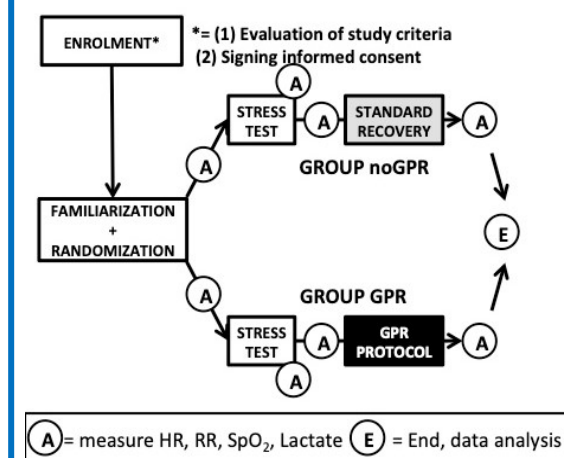 ENROLMENT*
*= (1) Evaluation of study criteria
(2) Signing informed consent
A
STRESS
TEST
A
STANDARD
RECOVERY
A
A
GROUP noGPR
FAMILIARIZATION
+
RANDOMIZATION
E
A
GROUP GPR
STRESS
TEST
A
GPR
PROTOCOL
A
A
A = measure HR, RR, SpO₂, Lactate E = End, data analysis